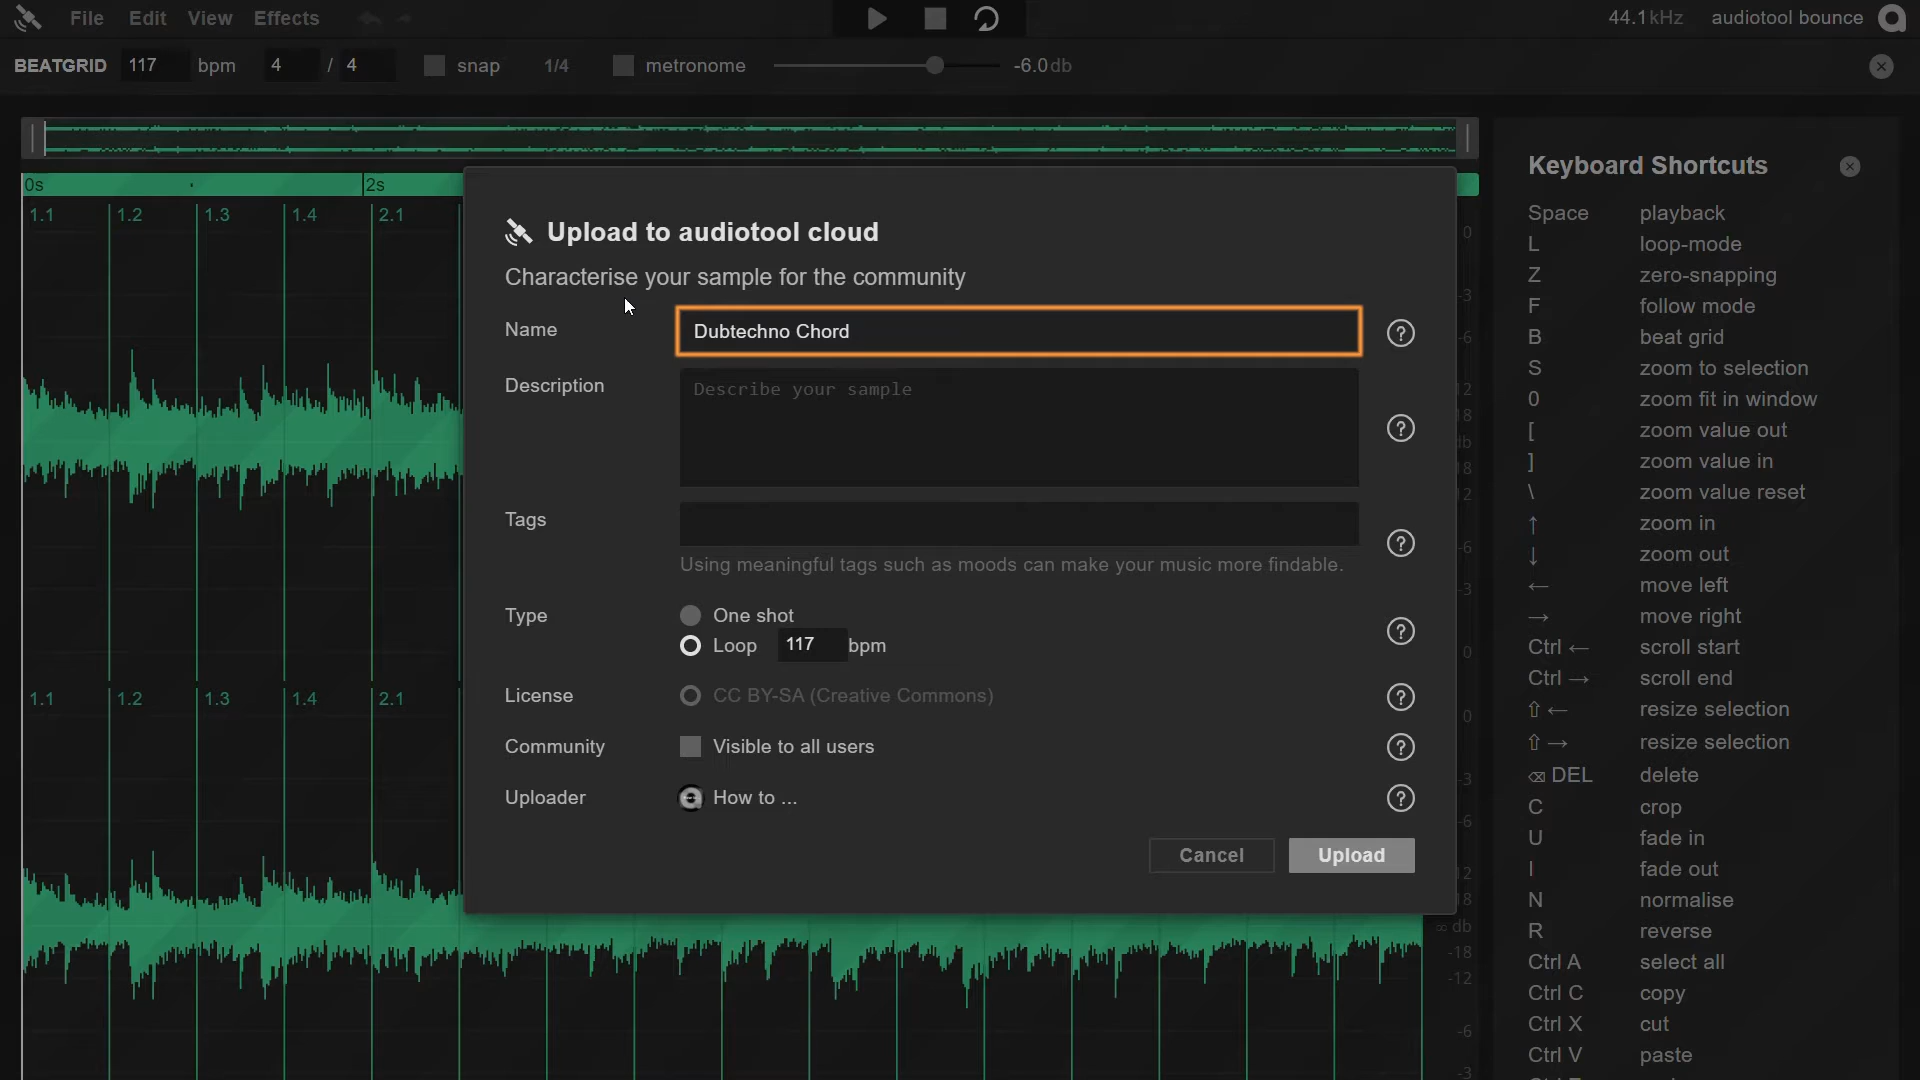 File Edit View Effects
44.1kHz audiotool bounce
BEATGRID 117 bpm 4 / 4 snap 1/4 metronome -6.0db
0s 2s
1.1 1.2 1.3 1.4 2.1
1.1 1.2 1.3 1.4 2.1
Upload to audiotool cloud
Characterise your sample for the community
Name Dubtechno Chord ?
Description Describe your sample ?
Tags ?
Using meaningful tags such as moods can make your music more findable.
Type One shot
Loop 117 bpm ?
License CC BY-SA (Creative Commons) ?
Community Visible to all users ?
Uploader How to ... ?
Cancel Upload
∞ db
-18
-12
-6
-3
Keyboard Shortcuts
Space playback
L loop-mode
Z zero-snapping
F follow mode
B beat grid
S zoom to selection
0 zoom fit in window
[ zoom value out
] zoom value in
\ zoom value reset
↑ zoom in
↓ zoom out
← move left
→ move right
Ctrl ← scroll start
Ctrl → scroll end
⇧ ← resize selection
⇧ → resize selection
⌫ DEL delete
C crop
U fade in
I fade out
N normalise
R reverse
Ctrl A select all
Ctrl C copy
Ctrl X cut
Ctrl V paste